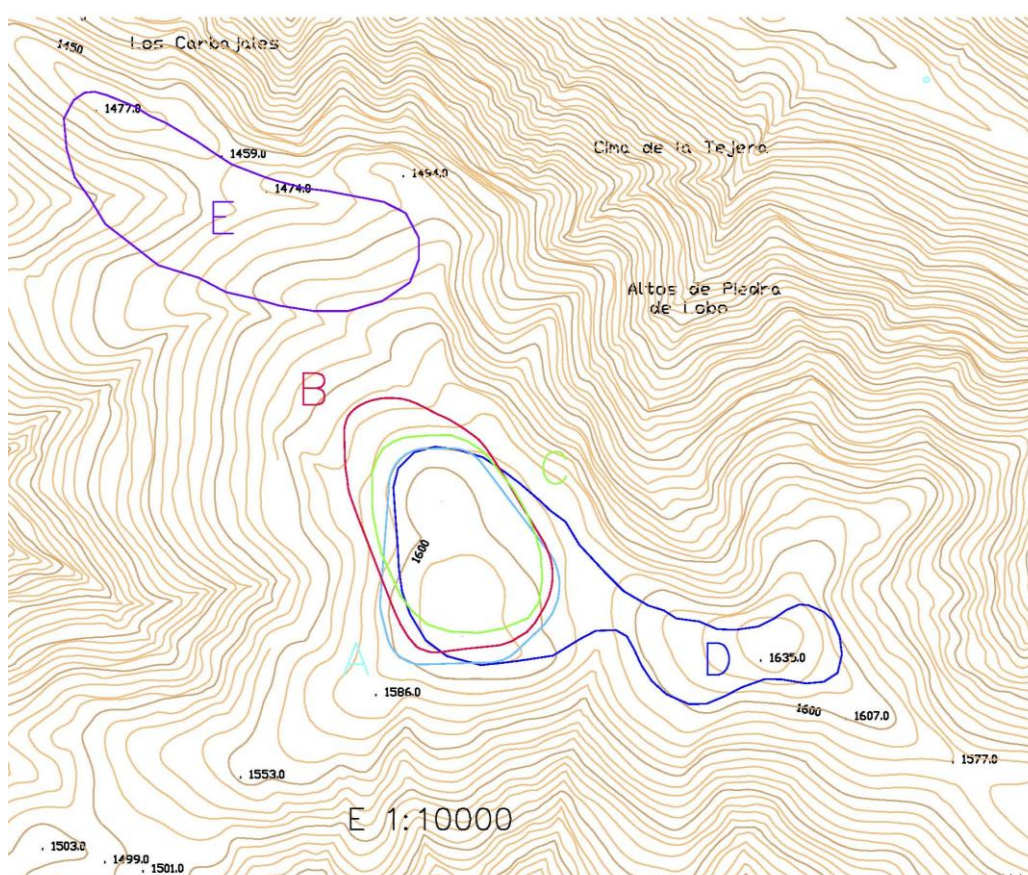 1450
Los Carbajales
1477.0
1459.0
Cima de la Tejera
1474.0
1494.0
E
Altos de Piedra
de Lobo
B
C
1600
A
D
1635.0
1586.0
1600
1607.0
1577.0
1553.0
E 1:10000
1503.0
1499.0
1501.0